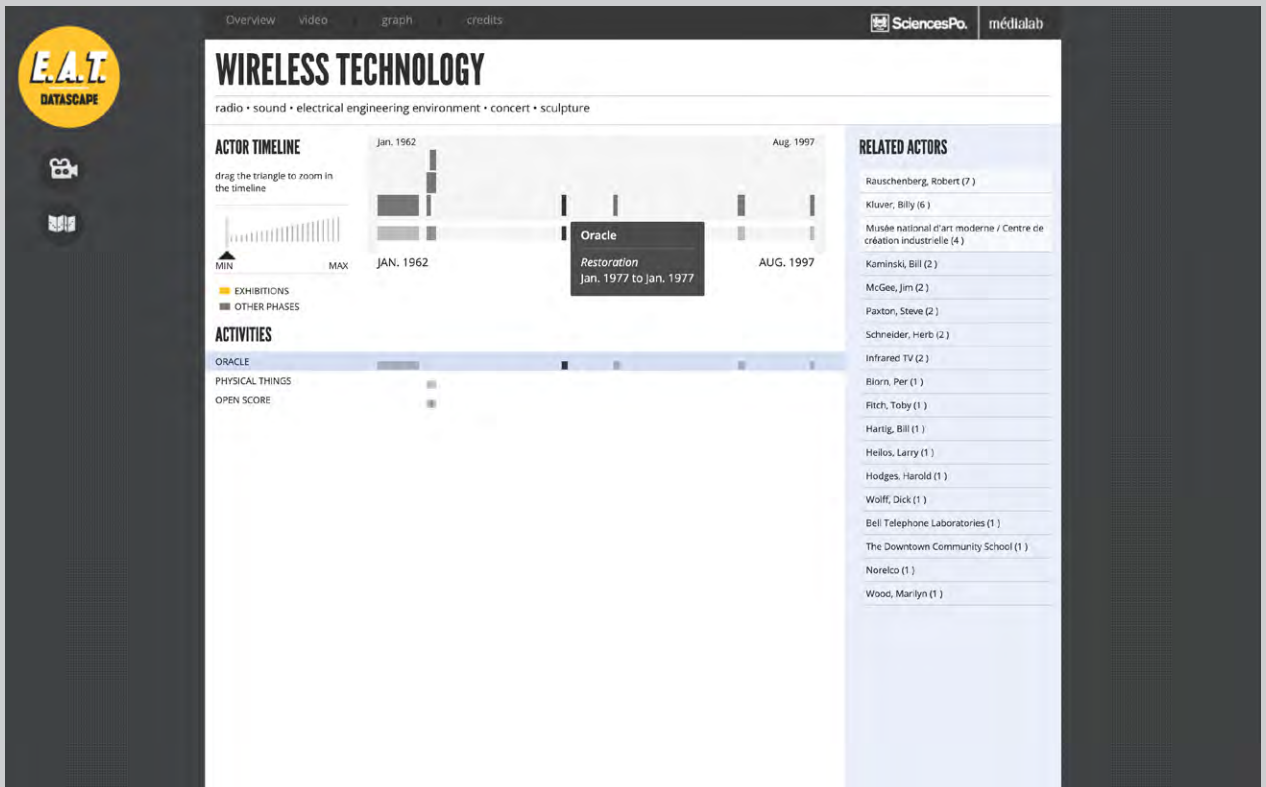 Overview video graph credits
SciencesPo. médialab
E.A.T.
DATASCAPE
WIRELESS TECHNOLOGY
radio • sound • electrical engineering environment • concert • sculpture
ACTOR TIMELINE
drag the triangle to zoom in
the timeline
MIN MAX
EXHIBITIONS
OTHER PHASES
Jan. 1962 Aug. 1997
JAN. 1962 AUG. 1997
Oracle
Restoration
Jan. 1977 to Jan. 1977
ACTIVITIES
ORACLE
PHYSICAL THINGS
OPEN SCORE
RELATED ACTORS
Rauschenberg, Robert (7 )
Kluver, Billy (6 )
Musée national d'art moderne / Centre de
création industrielle (4 )
Kaminski, Bill (2 )
McGee, Jim (2 )
Paxton, Steve (2 )
Schneider, Herb (2 )
Infrared TV (2 )
Biorn, Per (1 )
Fitch, Toby (1 )
Hartig, Bill (1 )
Heilos, Larry (1 )
Hodges, Harold (1 )
Wolff, Dick (1 )
Bell Telephone Laboratories (1 )
The Downtown Community School (1 )
Norelco (1 )
Wood, Marilyn (1 )